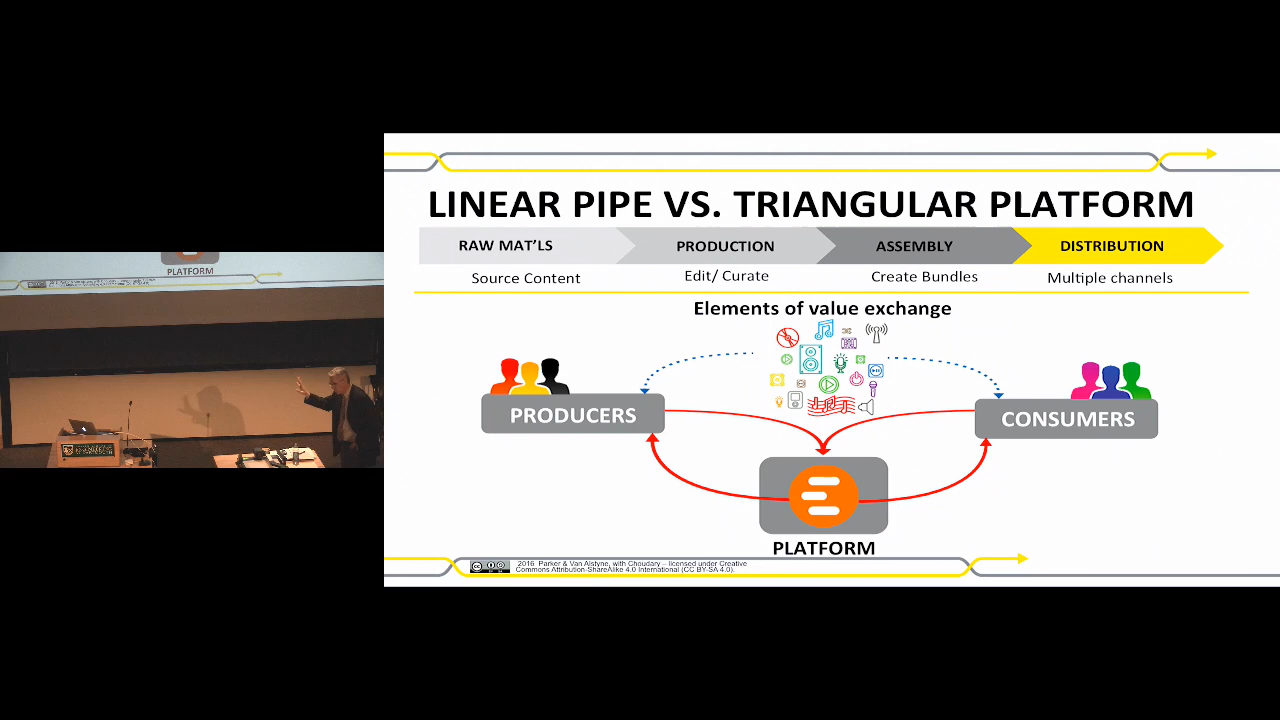 LINEAR PIPE VS. TRIANGULAR PLATFORM
RAW MAT'LS PRODUCTION ASSEMBLY DISTRIBUTION
Source Content Edit/ Curate Create Bundles Multiple channels
Elements of value exchange
PRODUCERS CONSUMERS
PLATFORM
2016 Parker & Van Alstyne, with Choudary – licensed under Creative
Commons Attribution-ShareAlike 4.0 International (CC BY-SA 4.0).
PLATFORM